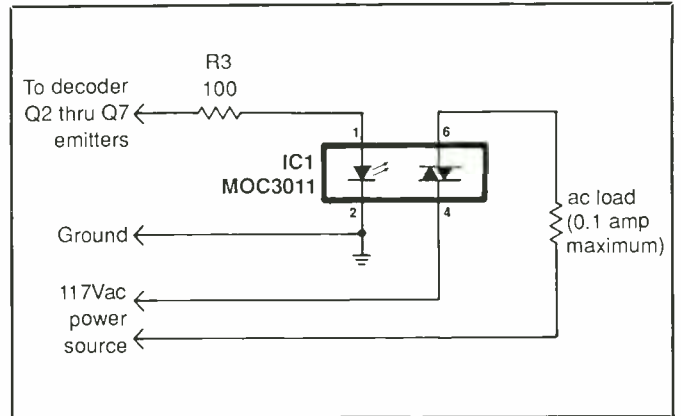 R3
100
To decoder
Q2 thru Q7
emitters
1
6
IC1
MOC3011
2
4
ac load
(0.1 amp
maximum)
Ground
117Vac
power
source